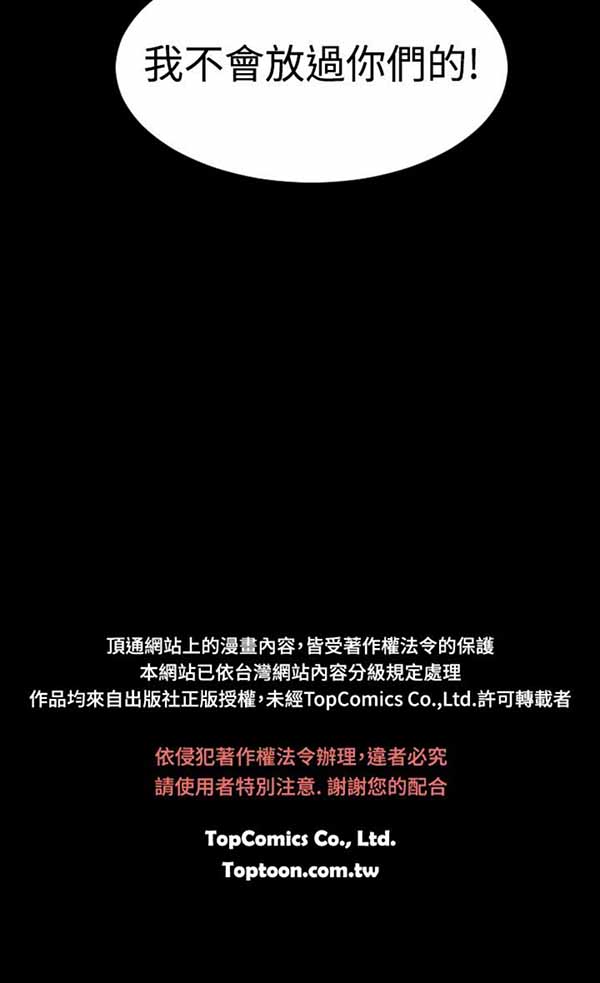 我不會放過你們的!
頂通網站上的漫畫內容，皆受著作權法令的保護
本網站已依台灣網站內容分級規定處理
作品均來自出版社正版授權，未經TopComics Co.,Ltd.許可轉載者
依侵犯著作權法令辦理，違者必究
請使用者特別注意. 謝謝您的配合
TopComics Co., Ltd.
Toptoon.com.tw